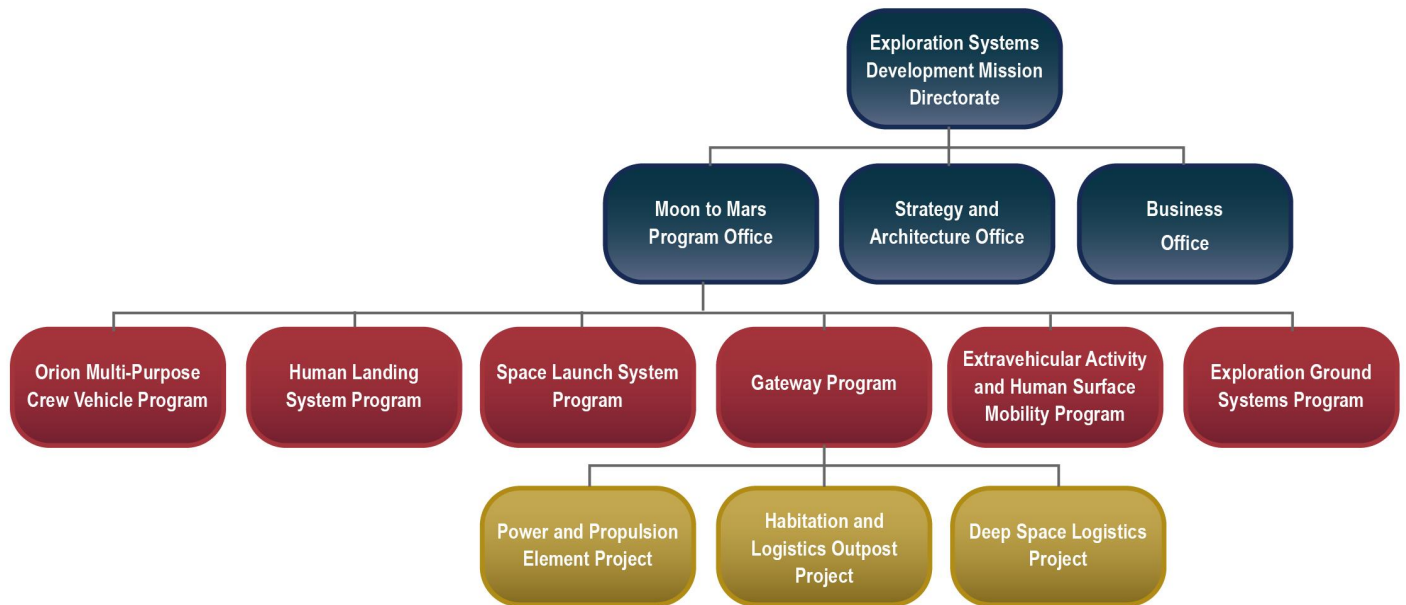 Exploration Systems
Development Mission
Directorate
Moon to Mars
Program Office
Strategy and
Architecture Office
Business
Office
Orion Multi-Purpose
Crew Vehicle Program
Human Landing
System Program
Space Launch System
Program
Gateway Program
Extravehicular Activity
and Human Surface
Mobility Program
Exploration Ground
Systems Program
Power and Propulsion
Element Project
Habitation and
Logistics Outpost
Project
Deep Space Logistics
Project